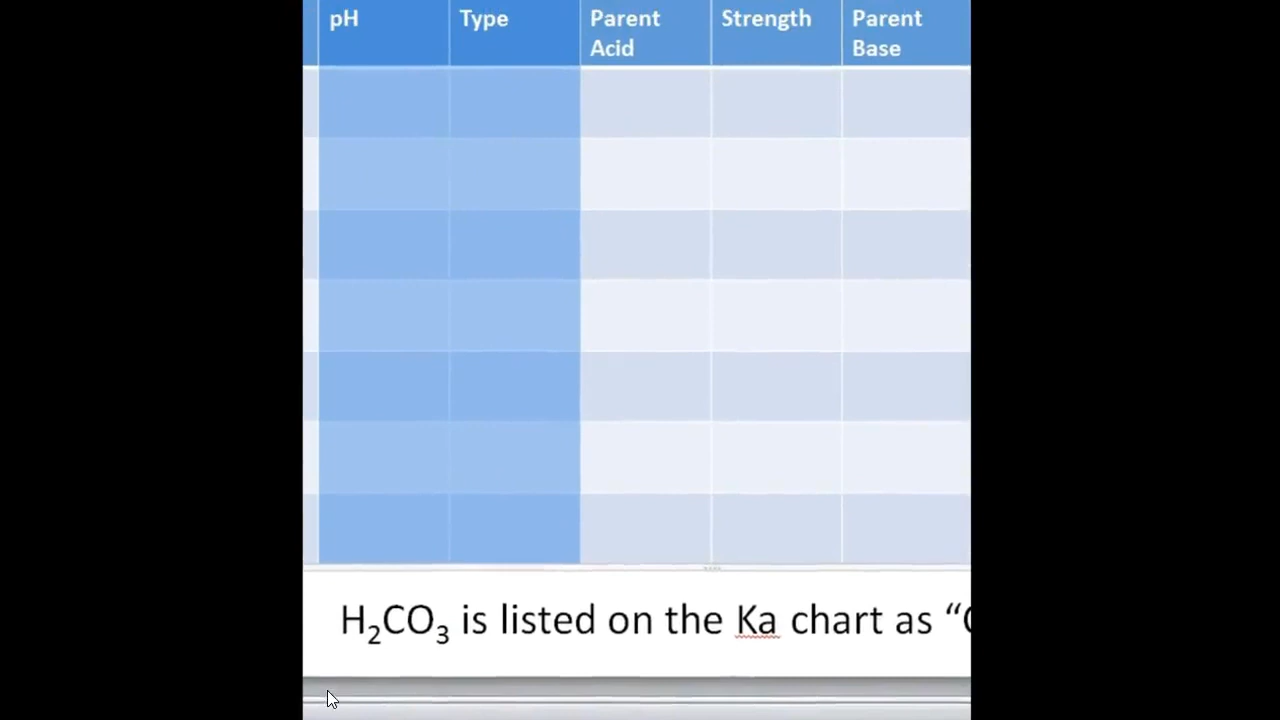 pH Type Parent Acid Strength Parent Base
H₂CO₃ is listed on the Ka chart as “